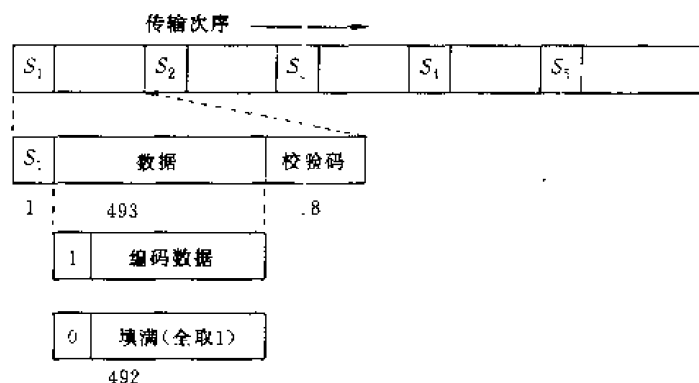 传输次序
S₁ S₂ S S₄ S₅
S 数据 校验码
1 493 8
1 编码数据
0 填满(全取1)
492